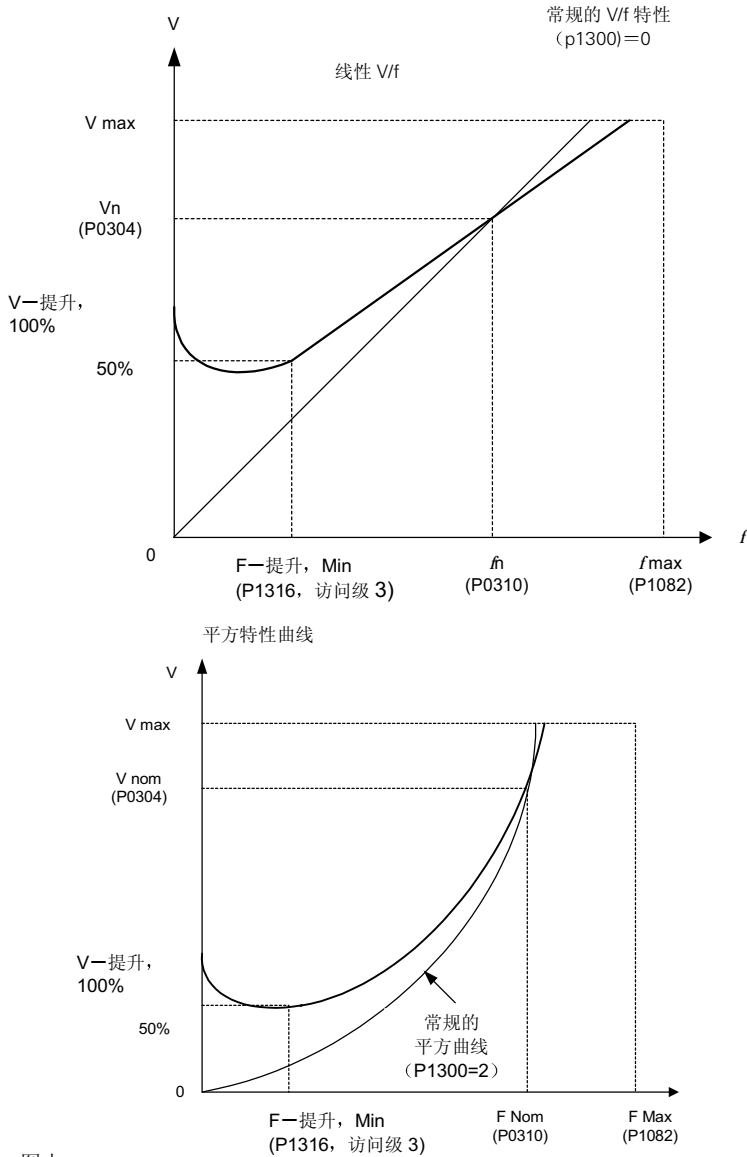 常规的 V/f 特性
（p1300）＝0
V
线性 V/f
V max
Vn
(P0304)
V－提升，
100%
50%
0
f
F－提升，Min
(P1316，访问级 3)
fn
(P0310)
f max
(P1082)
平方特性曲线
V
V max
V nom
(P0304)
V－提升，
100%
50%
常规的
平方曲线
（P1300=2）
0
F－提升，Min
(P1316，访问级 3)
F Nom
(P0310)
F Max
(P1082)